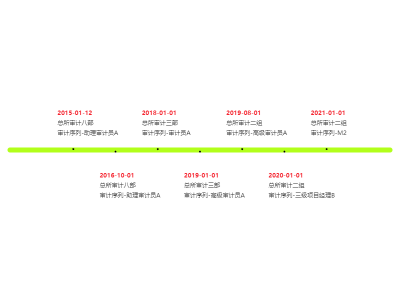 2015-01-12
总所审计八部
审计序列-助理审计员A
2016-10-01
总所审计八部
审计序列-助理审计员A
2018-01-01
总所审计三部
审计序列-审计员A
2019-01-01
总所审计三部
审计序列-高级审计员A
2019-08-01
总所审计二组
审计序列-高级审计员A
2020-01-01
总所审计二组
审计序列-三级项目经理B
2021-01-01
总所审计二组
审计序列-M2